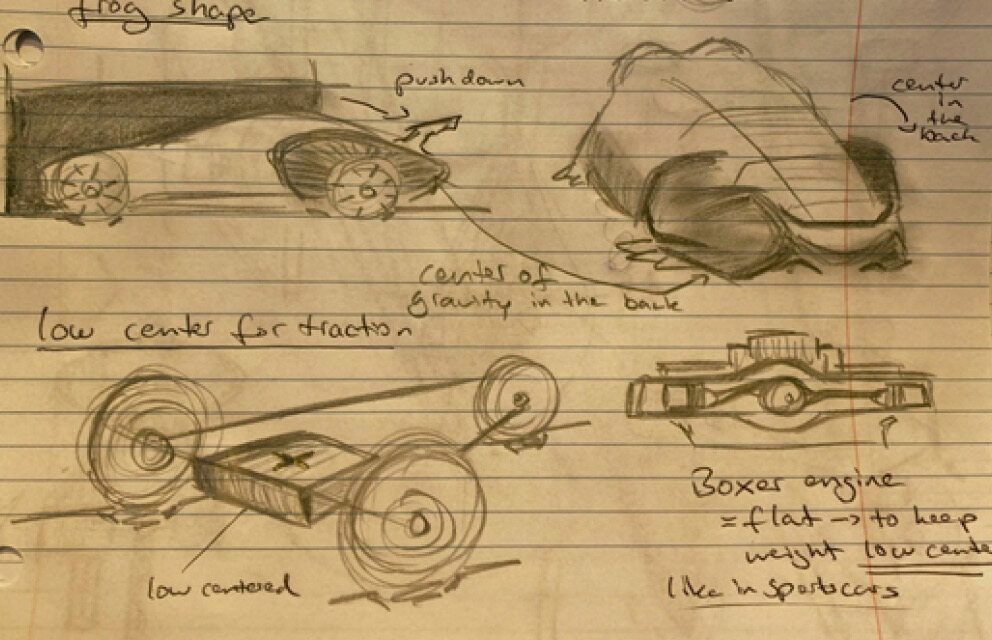 frog shape
push down
center
in
the
back
center of
gravity in the back
low center for traction
low centered
Boxer engine
= flat → to keep
weight low cente
like in sportscars